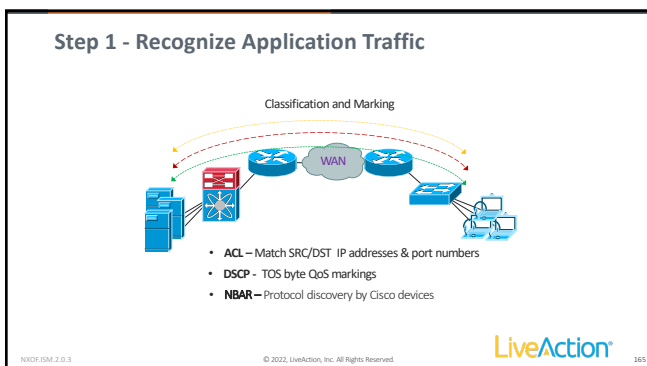 Step 1 - Recognize Application Traffic
Classification and Marking
WAN
• ACL – Match SRC/DST IP addresses & port numbers
• DSCP - TOS byte QoS markings
• NBAR – Protocol discovery by Cisco devices
NXOF.ISM.2.0.3
© 2022, LiveAction, Inc. All Rights Reserved.
LiveAction®
165